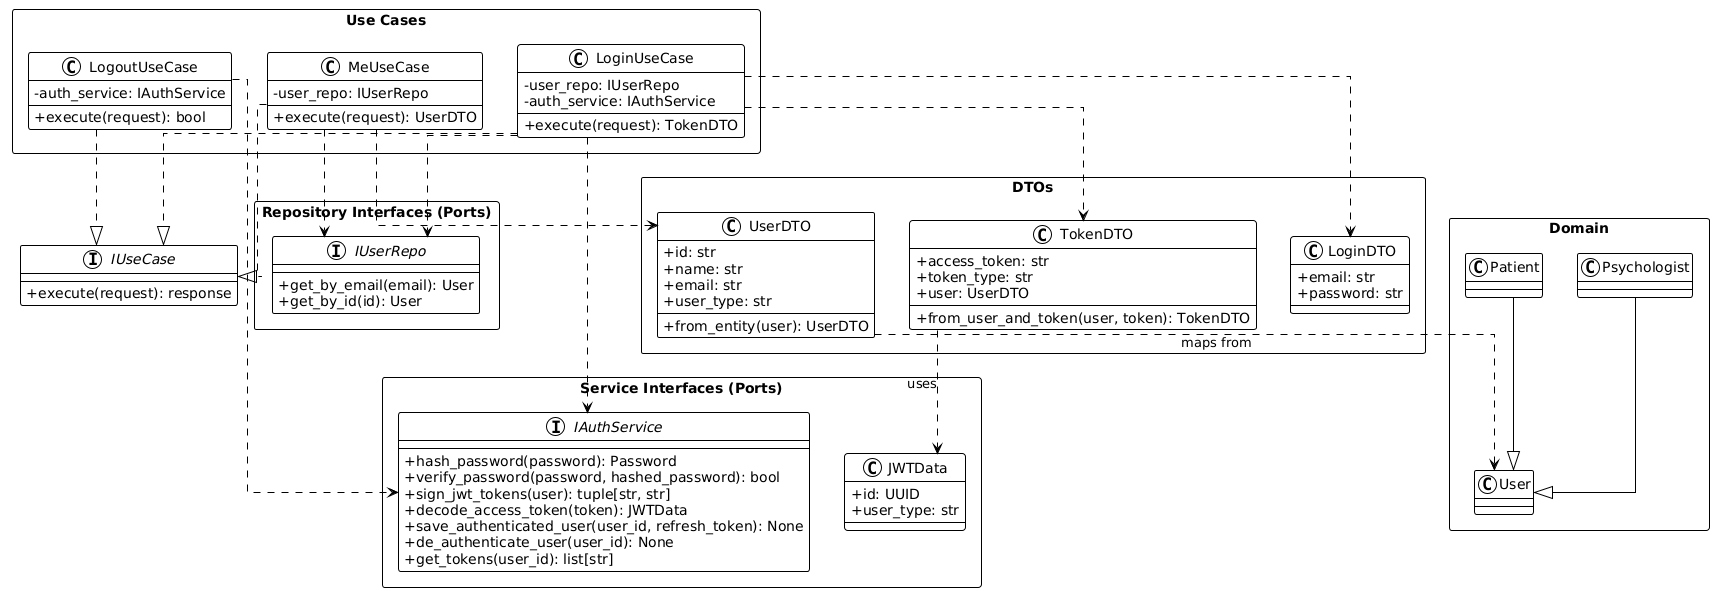 Use Cases
C LogoutUseCase
-auth_service: IAuthService
+execute(request): bool
C MeUseCase
-user_repo: IUserRepo
+execute(request): UserDTO
C LoginUseCase
-user_repo: IUserRepo
-auth_service: IAuthService
+execute(request): TokenDTO
I IUseCase
+execute(request): response
Repository Interfaces (Ports)
I IUserRepo
+get_by_email(email): User
+get_by_id(id): User
DTOs
C UserDTO
+id: str
+name: str
+email: str
+user_type: str
+from_entity(user): UserDTO
C TokenDTO
+access_token: str
+token_type: str
+user: UserDTO
+from_user_and_token(user, token): TokenDTO
C LoginDTO
+email: str
+password: str
maps from
uses
Domain
C Patient
C Psychologist
C User
Service Interfaces (Ports)
I IAuthService
+hash_password(password): Password
+verify_password(password, hashed_password): bool
+sign_jwt_tokens(user): tuple[str, str]
+decode_access_token(token): JWTData
+save_authenticated_user(user_id, refresh_token): None
+de_authenticate_user(user_id): None
+get_tokens(user_id): list[str]
C JWTData
+id: UUID
+user_type: str